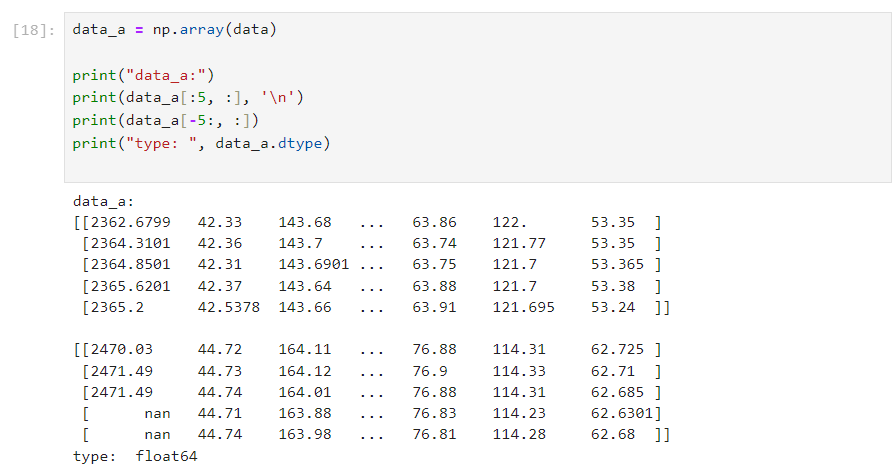 [18]: data_a = np.array(data)
print("data_a:")
print(data_a[:5, :], '\n')
print(data_a[-5:, :])
print("type: ", data_a.dtype)
data_a:
[[2362.6799   42.33    143.68   ...   63.86    122.      53.35  ]
 [2364.3101   42.36    143.7    ...   63.74    121.77    53.35  ]
 [2364.8501   42.31    143.6901 ...   63.75    121.7     53.365 ]
 [2365.6201   42.37    143.64   ...   63.88    121.7     53.38  ]
 [2365.2      42.5378  143.66   ...   63.91    121.695   53.24  ]]
[[2470.03     44.72    164.11   ...   76.88    114.31    62.725 ]
 [2471.49     44.73    164.12   ...   76.9     114.33    62.71  ]
 [2471.49     44.74    164.01   ...   76.88    114.31    62.685 ]
 [      nan   44.71    163.88   ...   76.83    114.23    62.6301]
 [      nan   44.74    163.98   ...   76.81    114.28    62.68  ]]
type:  float64